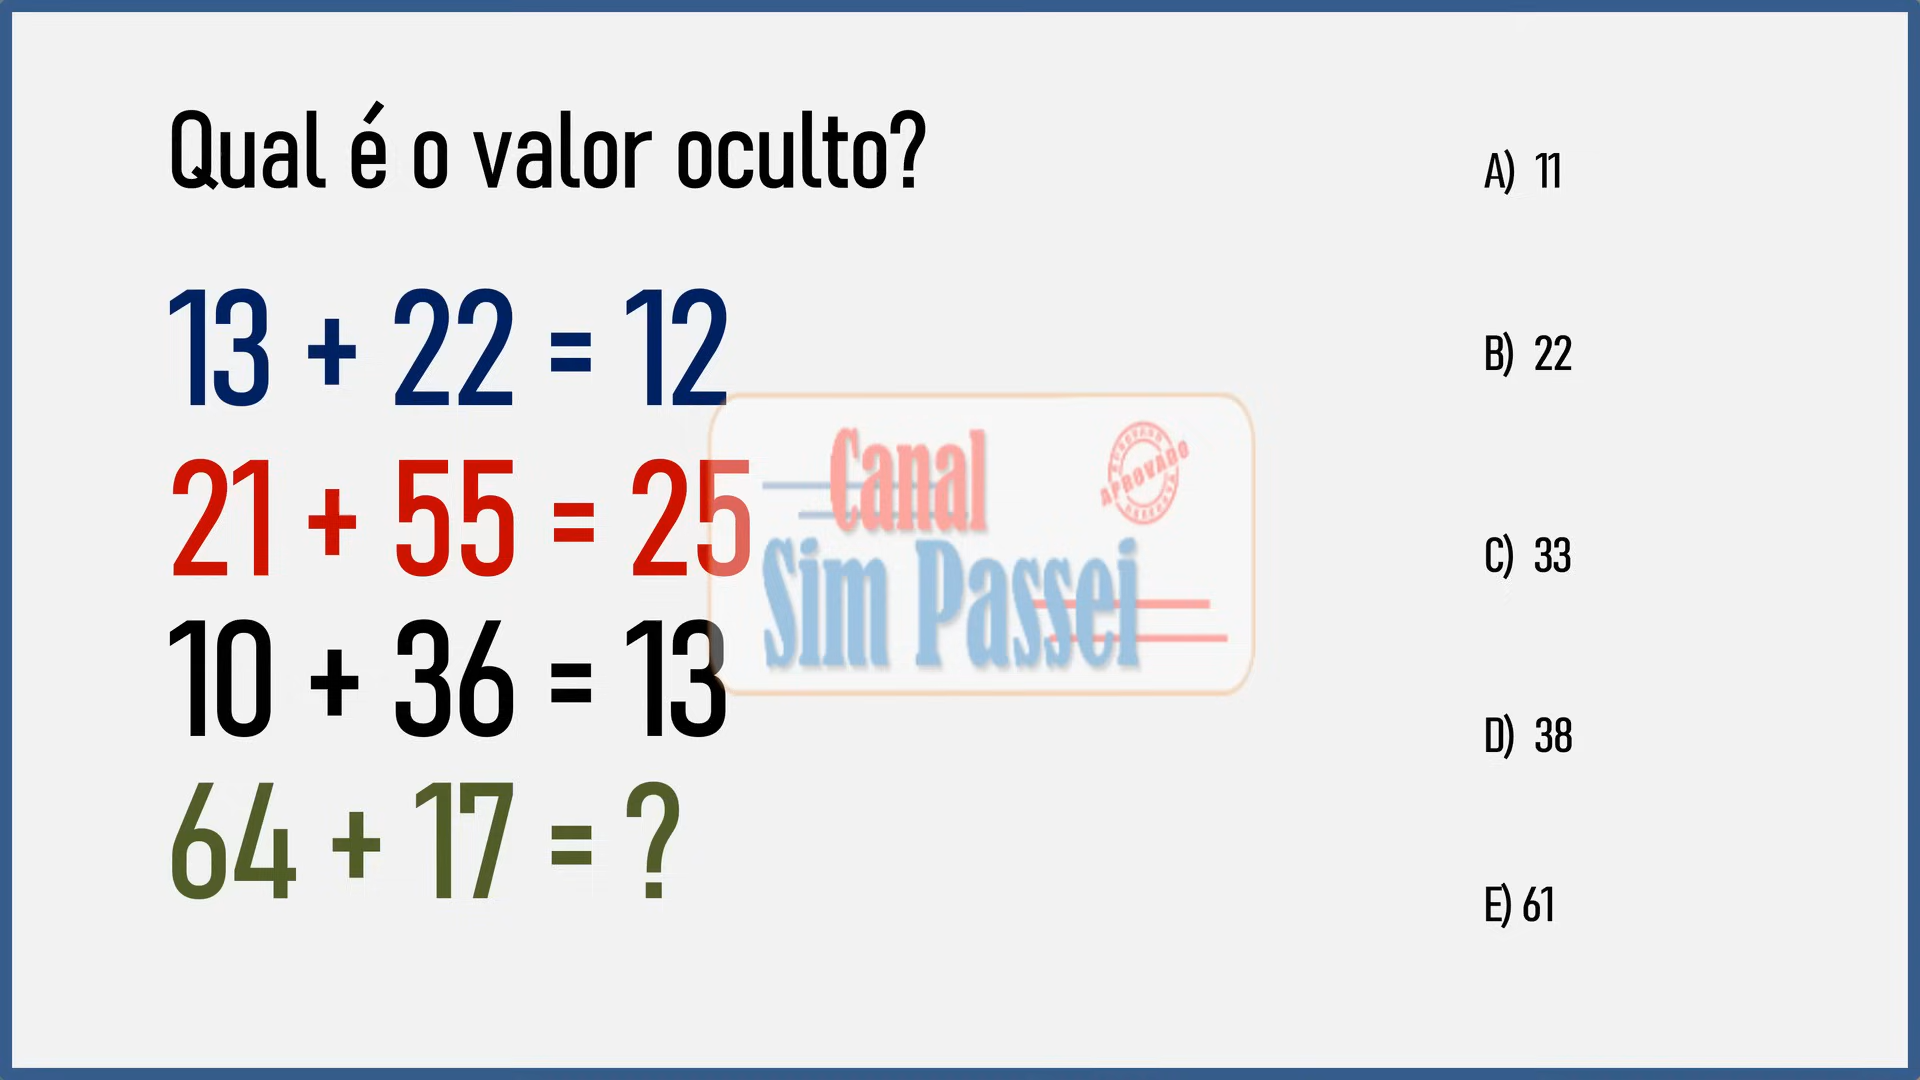 Qual é o valor oculto?
13 + 22 = 12
21 + 55 = 25
10 + 36 = 13
64 + 17 = ?
A) 11
B) 22
C) 33
D) 38
E) 61
Canal
Sim Passei
APROVADO